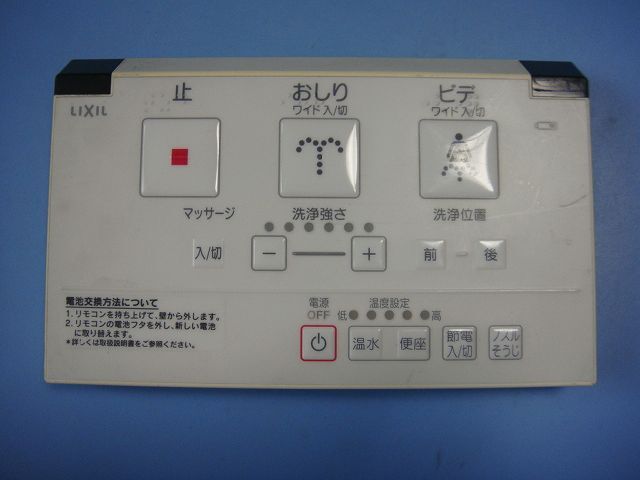 止
おしり
ワイド 入/切
ビデ
ワイド 入/切
LIXIL
マッサージ
洗浄強さ
洗浄位置
入/切
−
+
前
後
電池交換方法について
1. リモコンを持ち上げて、壁から外します。
2. リモコンの電池フタを外し、新しい電池
に取り替えます。
*詳しくは取扱説明書をご参照ください。
電源
OFF
温度設定
低
高
温水
便座
節電
入/切
ノズル
そうじ